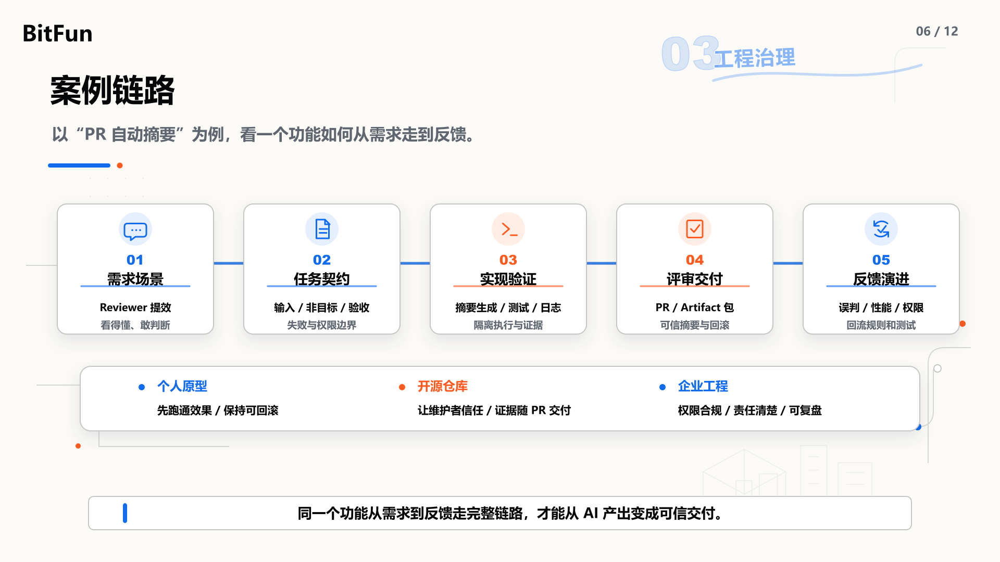 BitFun
06 / 12
03 工程治理
案例链路
以“PR 自动摘要”为例，看一个功能如何从需求走到反馈。
01
需求场景
Reviewer 提效
看得懂、敢判断
02
任务契约
输入 / 非目标 / 验收
失败与权限边界
03
实现验证
摘要生成 / 测试 / 日志
隔离执行与证据
04
评审交付
PR / Artifact 包
可信摘要与回滚
05
反馈演进
误判 / 性能 / 权限
回流规则和测试
个人原型
先跑通效果 / 保持可回滚
开源仓库
让维护者信任 / 证据随 PR 交付
企业工程
权限合规 / 责任清楚 / 可复盘
同一个功能从需求到反馈走完整链路，才能从 AI 产出变成可信交付。